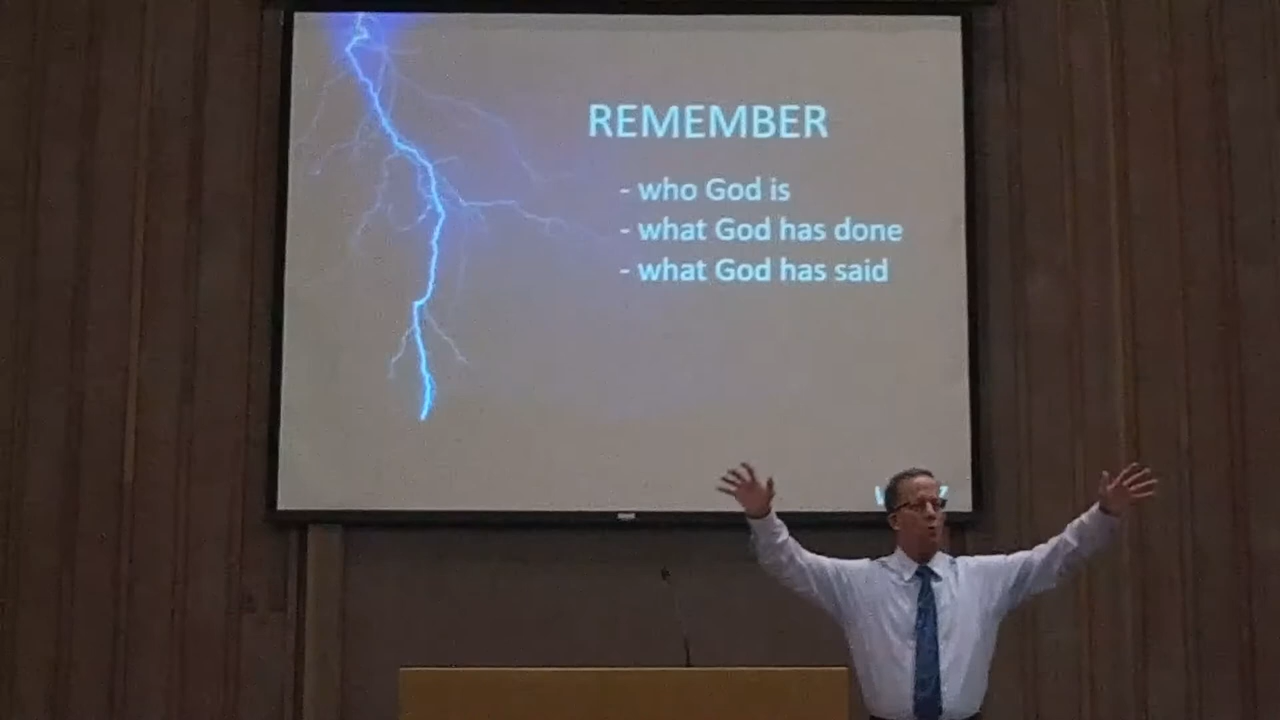 REMEMBER
- who God is
- what God has done
- what God has said